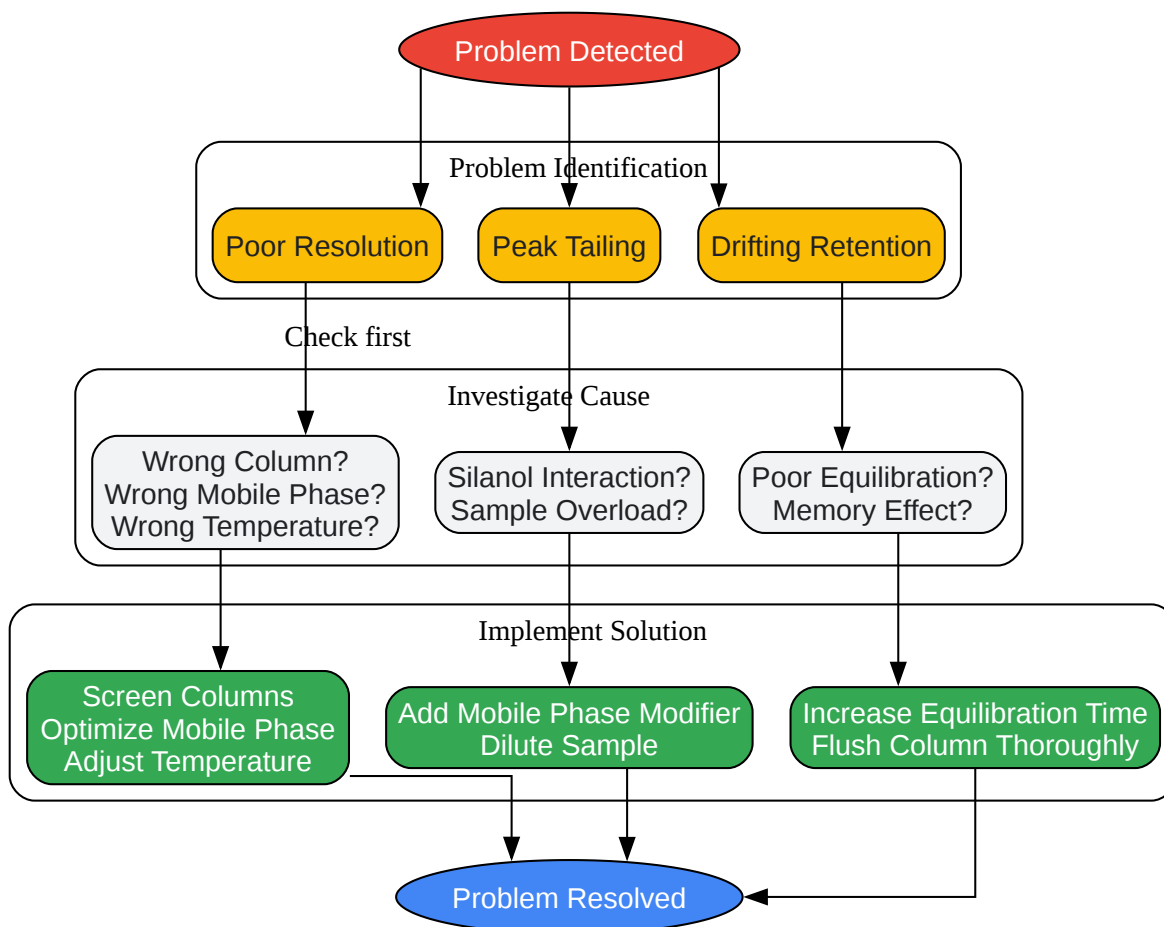 Problem Detected
Problem Identification
Poor Resolution
Peak Tailing
Drifting Retention
Check first
Investigate Cause
Wrong Column?
Wrong Mobile Phase?
Wrong Temperature?
Silanol Interaction?
Sample Overload?
Poor Equilibration?
Memory Effect?
Implement Solution
Screen Columns
Optimize Mobile Phase
Adjust Temperature
Add Mobile Phase Modifier
Dilute Sample
Increase Equilibration Time
Flush Column Thoroughly
Problem Resolved